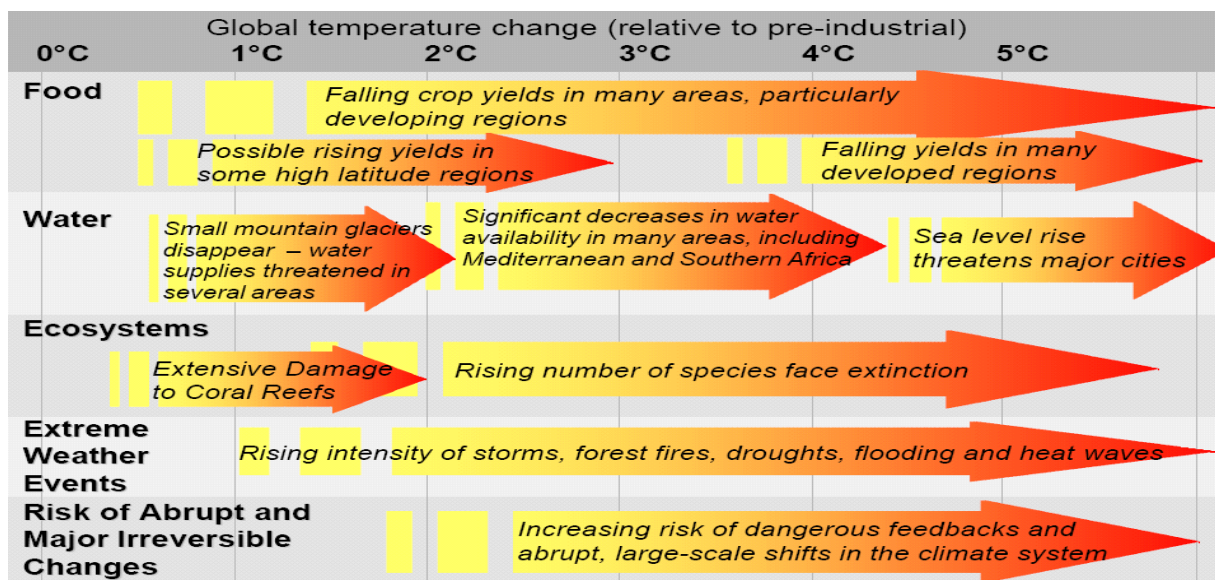 Global temperature change (relative to pre-industrial)
0°C 1°C 2°C 3°C 4°C 5°C
Food
Falling crop yields in many areas, particularly
developing regions
Possible rising yields in
some high latitude regions
Falling yields in many
developed regions
Water
Small mountain glaciers
disappear – water
supplies threatened in
several areas
Significant decreases in water
availability in many areas, including
Mediterranean and Southern Africa
Sea level rise
threatens major cities
Ecosystems
Extensive Damage
to Coral Reefs
Rising number of species face extinction
Extreme
Weather
Events
Rising intensity of storms, forest fires, droughts, flooding and heat waves
Risk of Abrupt and
Major Irreversible
Changes
Increasing risk of dangerous feedbacks and
abrupt, large-scale shifts in the climate system